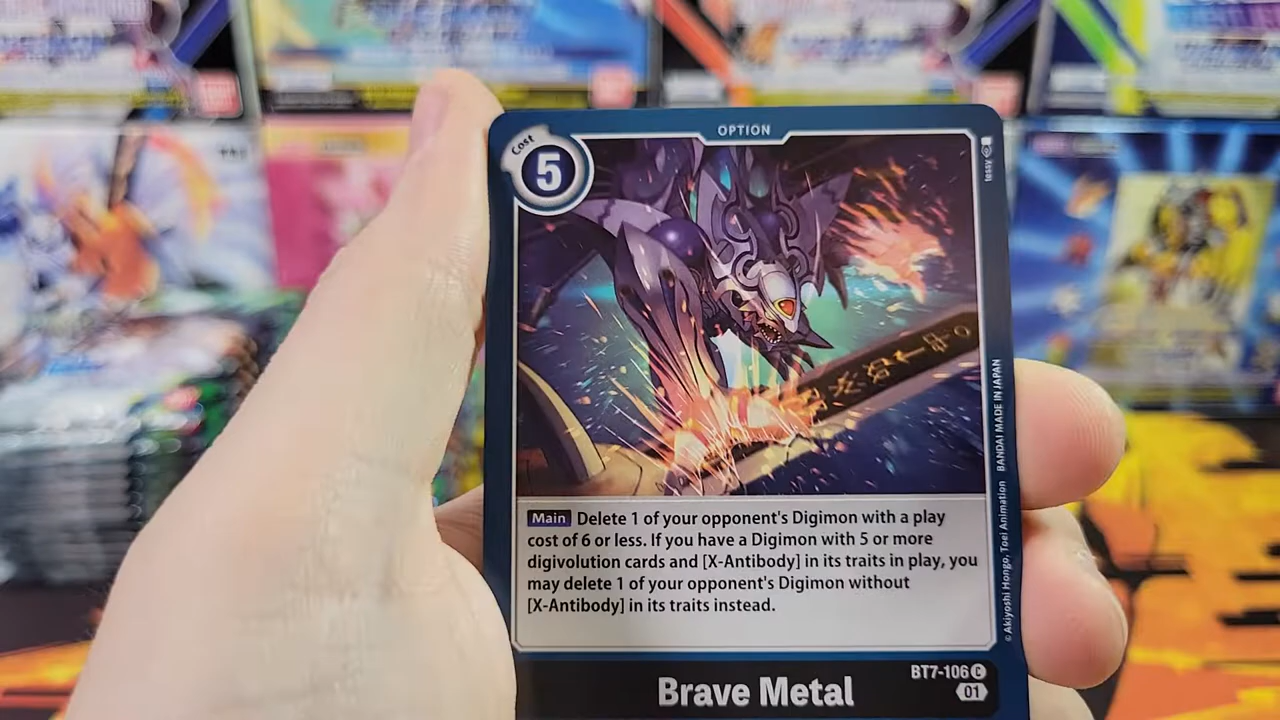 OPTION
Cost
5
tessy
Main Delete 1 of your opponent's Digimon with a play
cost of 6 or less. If you have a Digimon with 5 or more
digivolution cards and [X-Antibody] in its traits in play, you
may delete 1 of your opponent's Digimon without
[X-Antibody] in its traits instead.
© Akiyoshi Hongo, Toei Animation BANDAI MADE IN JAPAN
BT7-106 C
01
Brave Metal